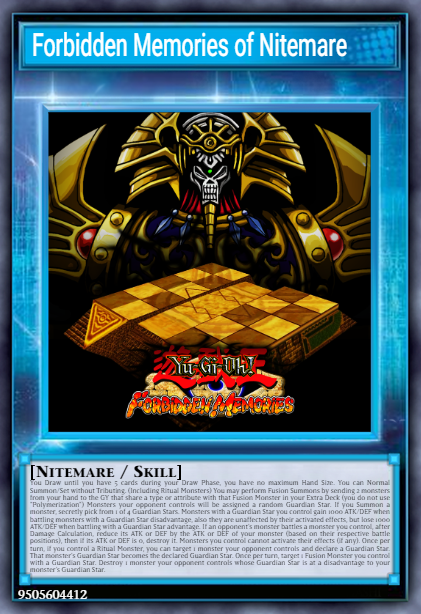 Forbidden Memories of Nitemare
Yu-Gi-Oh!
Forbidden Memories
[Nitemare / Skill]
You Draw until you have 5 cards during your Draw Phase, you have no maximum Hand Size. You can Normal
Summon/Set without Tributing. (Including Ritual Monsters) You may perform Fusion Summons by sending 2 monsters
from your hand to the GY that share a type or attribute with that Fusion Monster in your Extra Deck (you do not use
"Polymerization") Monsters your opponent controls will be assigned a random Guardian Star. If you Summon a
monster, secretly pick from 1 of 4 Guardian Stars. Monsters with a Guardian Star you control gain 1000 ATK/DEF when
battling monsters with a Guardian Star disadvantage, also they are unaffected by their activated effects, but lose 1000
ATK/DEF when battling with a Guardian Star advantage. If an opponent's monster battles a monster you control, after
Damage Calculation, reduce its ATK or DEF by the ATK or DEF of your monster (based on their respective battle
positions), then if its ATK or DEF is 0, destroy it. Monsters you control cannot activate their effects (if any). Once per
turn, if you control a Ritual Monster, you can target 1 monster your opponent controls and declare a Guardian Star.
That monster's Guardian Star becomes the declared Guardian Star. Once per turn, target 1 Fusion Monster you control
with a Guardian Star. Destroy 1 monster your opponent controls whose Guardian Star is at a disadvantage to your
monster's Guardian Star.
9505604412